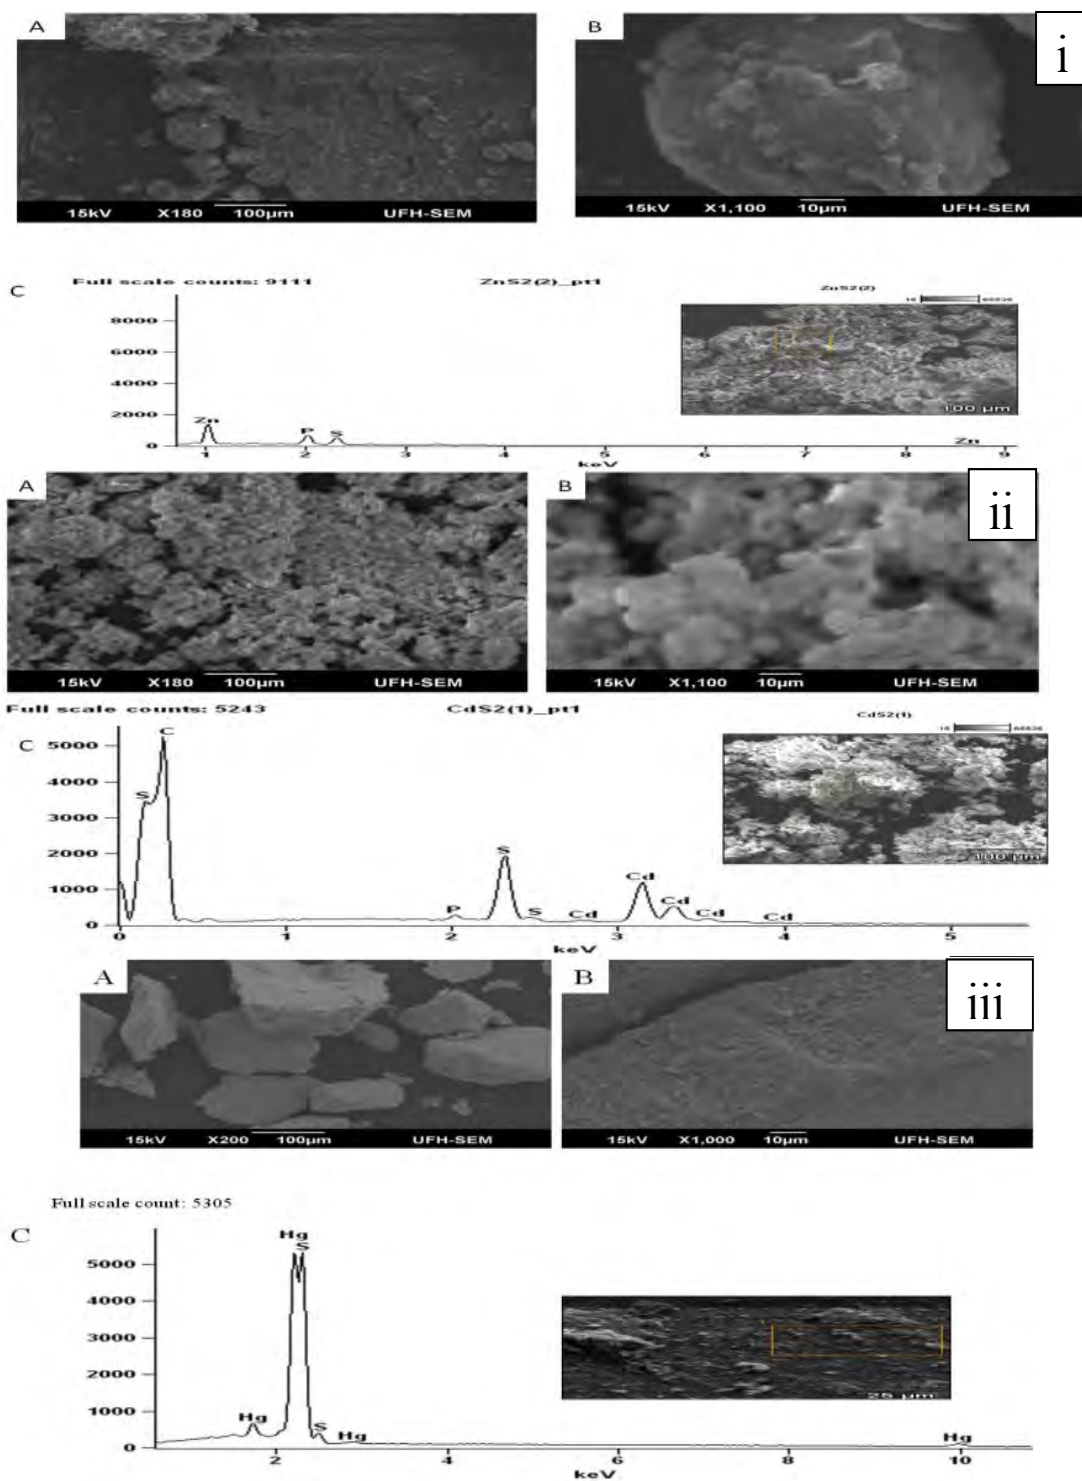 A
B
i
15kV X180 100µm UFH-SEM
15kV X1,100 10µm UFH-SEM
C
Full scale counts: 9111
ZnS2(2)_pt1
ZnS2(2)
8000
6000
4000
2000
0
Zn
P
S
Zn
100 µm
1 2 3 4 5 6 7 8 9
keV
A
B
ii
15kV X180 100µm UFH-SEM
15kV X1,100 10µm UFH-SEM
Full scale counts: 5243
CdS2(1)_pt1
CdS2(1)
C
5000
4000
3000
2000
1000
0
C
S
P
S
S
Cd
Cd
Cd
Cd
Cd
100 µm
0 1 2 3 4 5
keV
A
B
iii
15kV X200 100µm UFH-SEM
15kV X1,000 10µm UFH-SEM
Full scale count: 5305
C
5000
4000
3000
2000
1000
0
Hg
S
Hg
S
Hg
Hg
25 µm
2 4 6 8 10
keV